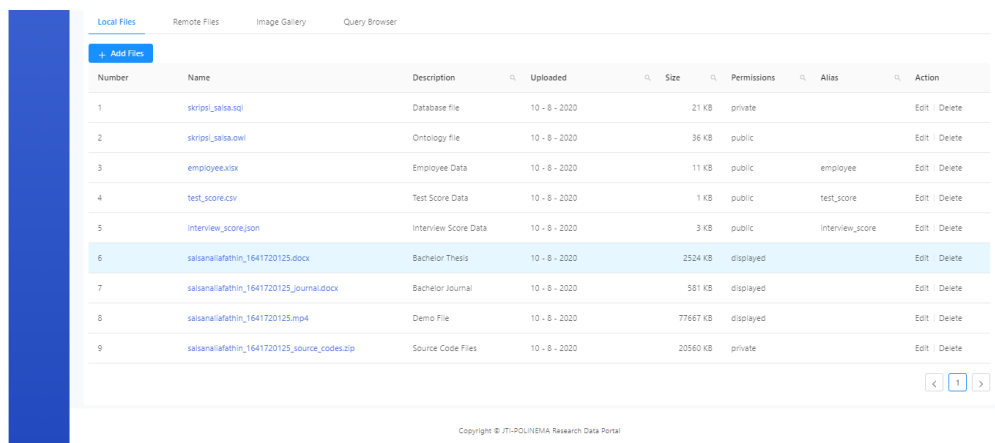 Local Files Remote Files Image Gallery Query Browser
+ Add Files
Number Name Description Uploaded Size Permissions Alias Action
1 skripsi_salsa.sql Database file 10 - 8 - 2020 21 KB private Edit | Delete
2 skripsi_salsa.owl Ontology file 10 - 8 - 2020 36 KB public Edit | Delete
3 employee.xlsx Employee Data 10 - 8 - 2020 11 KB public employee Edit | Delete
4 test_score.csv Test Score Data 10 - 8 - 2020 1 KB public test_score Edit | Delete
5 interview_score.json Interview Score Data 10 - 8 - 2020 3 KB public interview_score Edit | Delete
6 salsanaliafathin_1641720125.docx Bachelor Thesis 10 - 8 - 2020 2524 KB displayed Edit | Delete
7 salsanaliafathin_1641720125_journal.docx Bachelor Journal 10 - 8 - 2020 581 KB displayed Edit | Delete
8 salsanaliafathin_1641720125.mp4 Demo File 10 - 8 - 2020 77667 KB displayed Edit | Delete
9 salsanaliafathin_1641720125_source_codes.zip Source Code Files 10 - 8 - 2020 20560 KB private Edit | Delete
< 1 >
Copyright © JTI-POLINEMA Research Data Portal